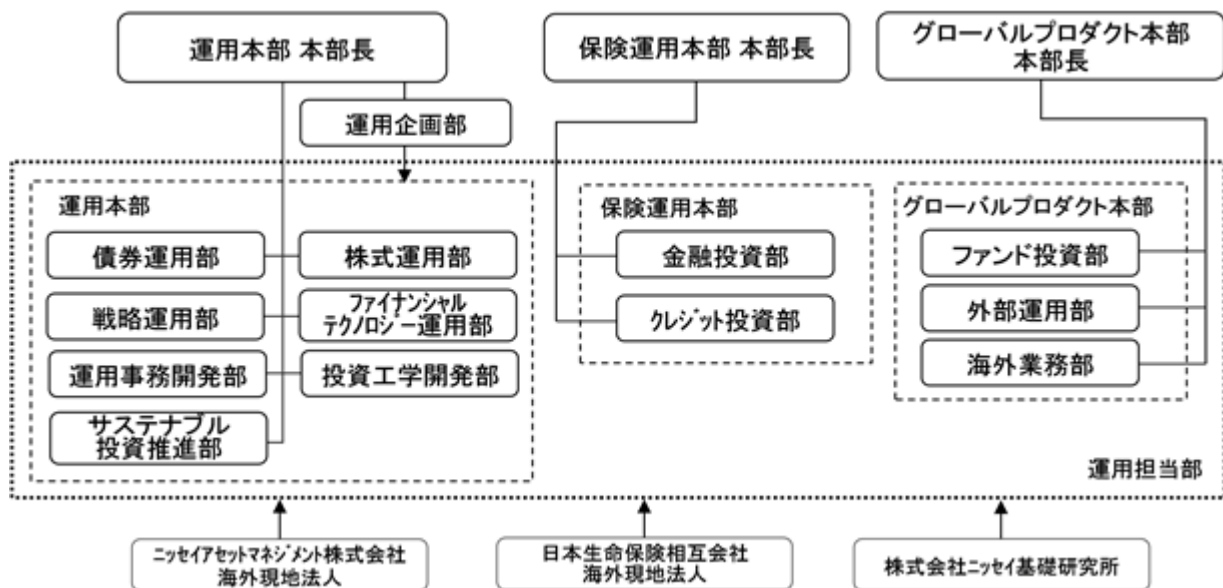 運用本部 本部長
保険運用本部 本部長
グローバルプロダクト本部
本部長
運用企画部
運用本部
債券運用部
株式運用部
戦略運用部
ファイナンシャル
テクノロジー運用部
運用事務開発部
投資工学開発部
サステナブル
投資推進部
保険運用本部
金融投資部
クレジット投資部
グローバルプロダクト本部
ファンド投資部
外部運用部
海外業務部
運用担当部
ニッセイアセットマネジメント株式会社
海外現地法人
日本生命保険相互会社
海外現地法人
株式会社ニッセイ基礎研究所